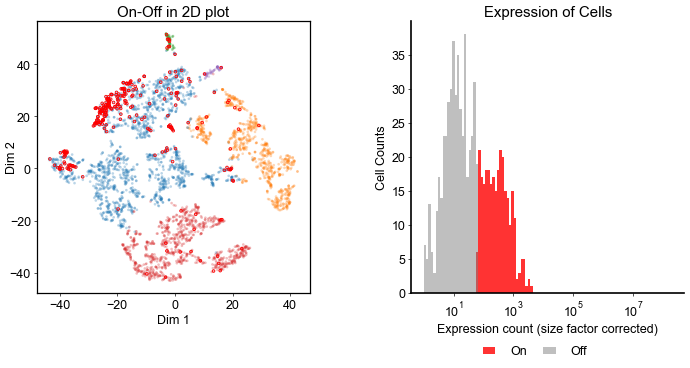 On-Off in 2D plot
Expression of Cells
Dim 2
40
20
0
−20
−40
−40 −20 0 20 40
Dim 1
Cell Counts
35
30
25
20
15
10
5
0
10^1 10^3 10^5 10^7
Expression count (size factor corrected)
On Off